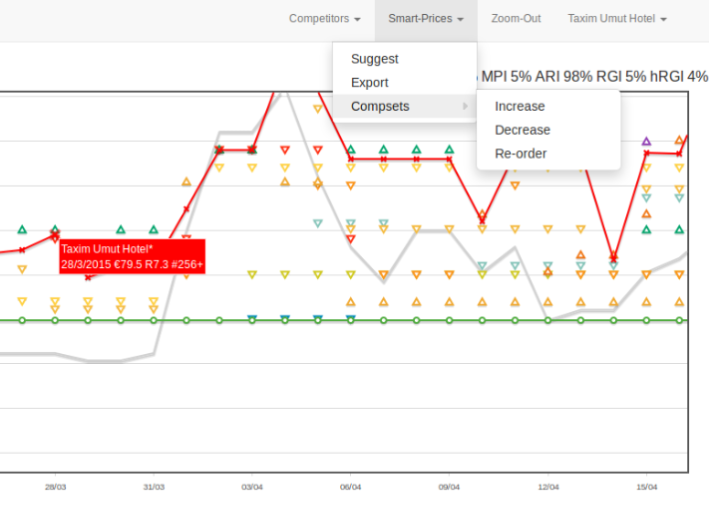 Competitors Smart-Prices Zoom-Out Taxim Umut Hotel
Suggest
Export
Compsets
MPI 5% ARI 98% RGI 5% hRGI 4%
Increase
Decrease
Re-order
Taxim Umut Hotel*
28/3/2015 €79.5 R7.3 #256+
28/03 31/03 03/04 06/04 09/04 12/04 15/04